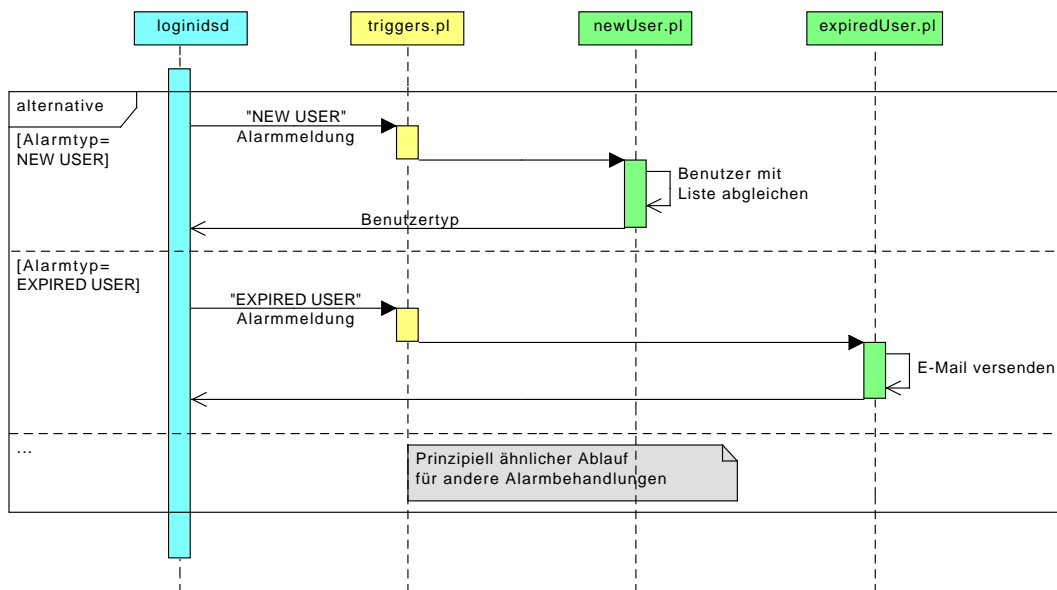 loginidsd
triggers.pl
newUser.pl
expiredUser.pl
alternative
[Alarmtyp=
NEW USER]
"NEW USER"
Alarmmeldung
Benutzer mit
Liste abgleichen
Benutzertyp
[Alarmtyp=
EXPIRED USER]
"EXPIRED USER"
Alarmmeldung
E-Mail versenden
...
Prinzipiell ähnlicher Ablauf
für andere Alarmbehandlungen